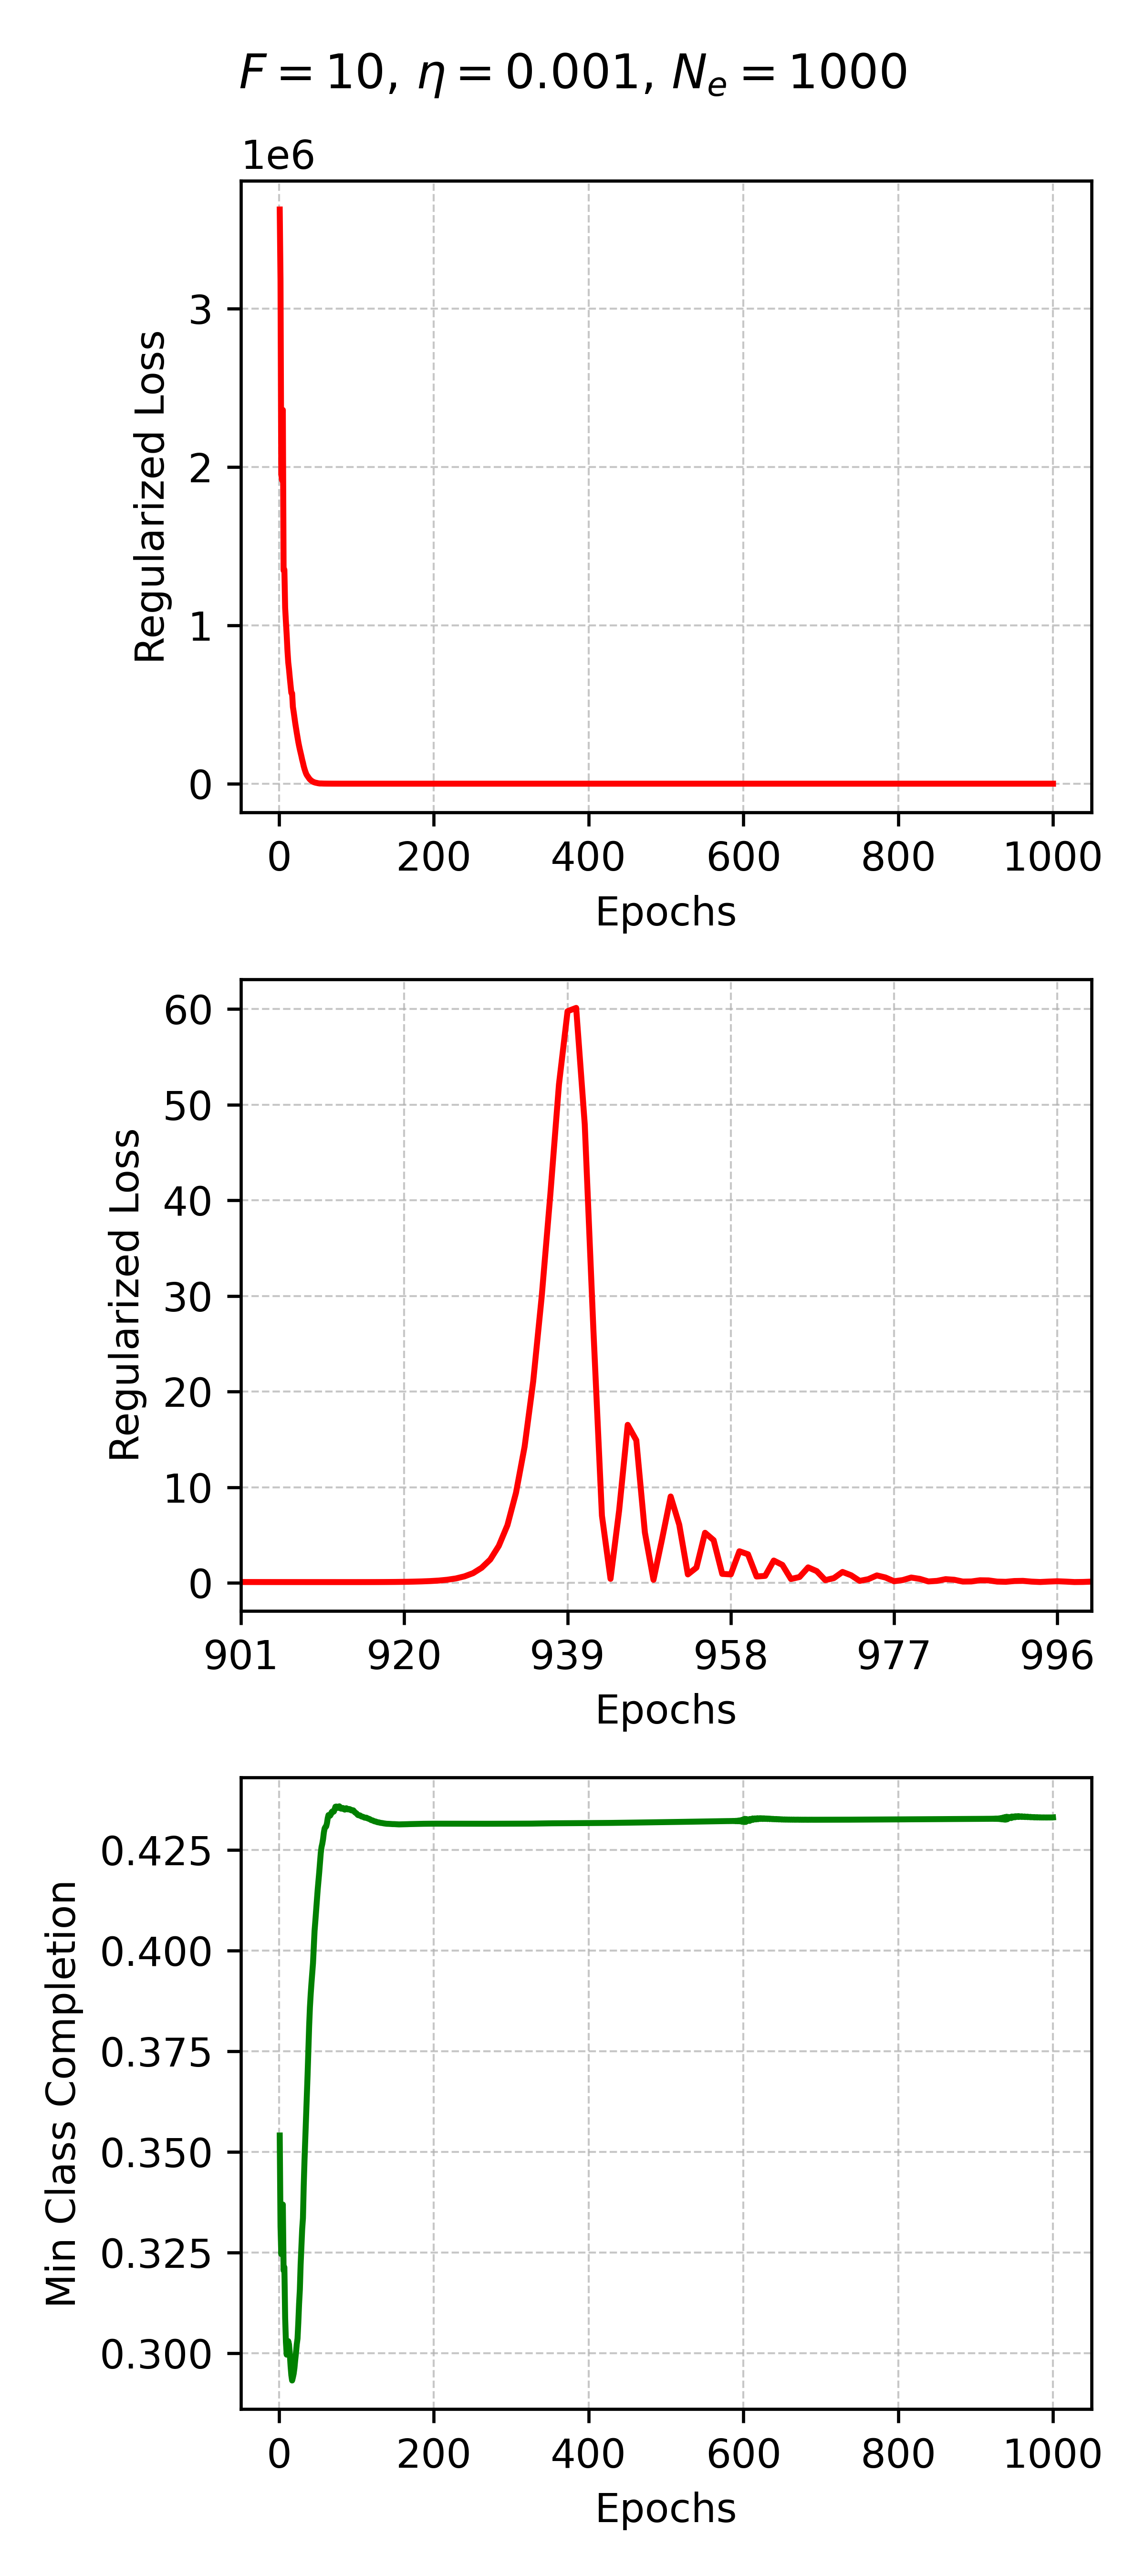 F = 10, η = 0.001, Nₑ = 1000
1e6
Regularized Loss
3
2
1
0
0 200 400 600 800 1000
Epochs
Regularized Loss
60
50
40
30
20
10
0
901 920 939 958 977 996
Epochs
Min Class Completion
0.425
0.400
0.375
0.350
0.325
0.300
0 200 400 600 800 1000
Epochs